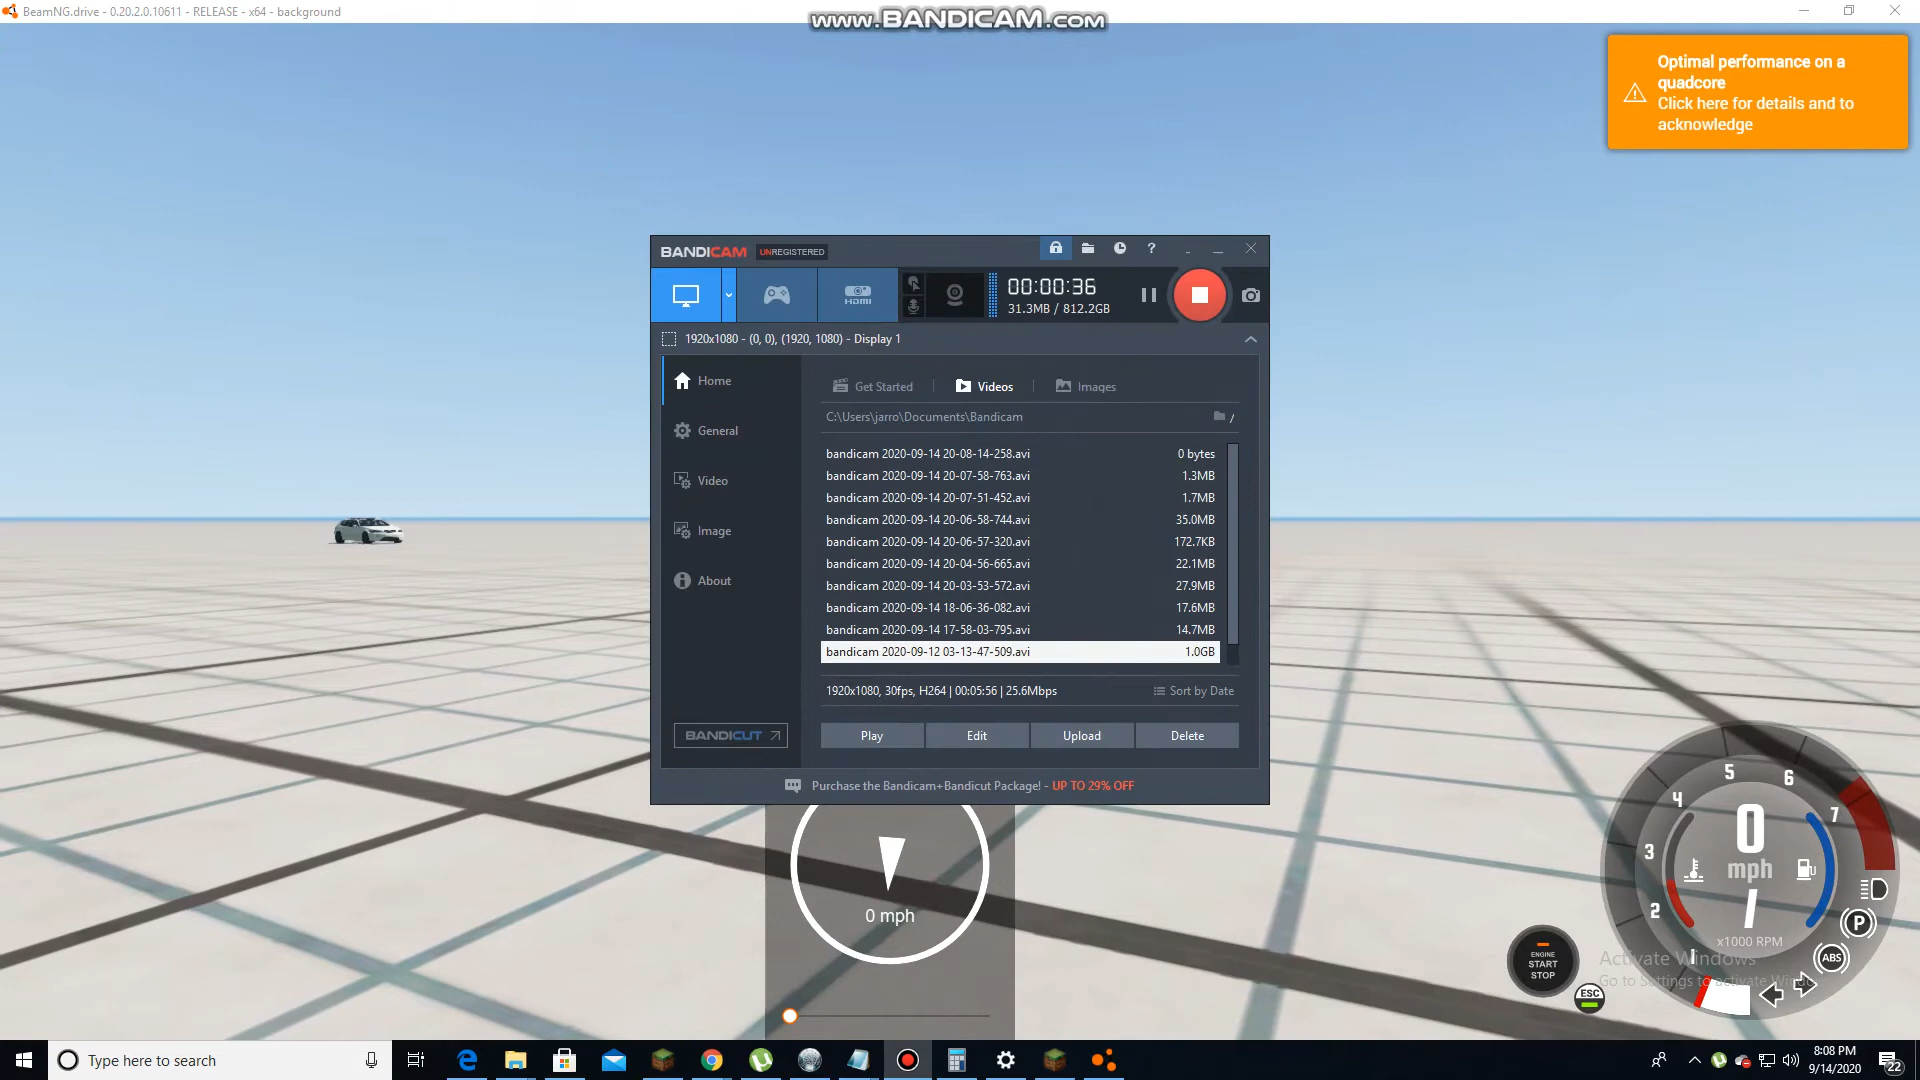 BeamNG.drive - 0.20.2.0.10611 - RELEASE - x64 - background
www.BANDICAM.com
Optimal performance on a
quadcore
Click here for details and to
acknowledge
BANDICAM UNREGISTERED
?
HDMI
00:00:36
31.3MB / 812.2GB
1920x1080 - (0, 0), (1920, 1080) - Display 1
Home
General
Video
Image
About
BANDICUT
Get Started
Videos
Images
C:\Users\jarro\Documents\Bandicam
/
bandicam 2020-09-14 20-08-14-258.avi 0 bytes
bandicam 2020-09-14 20-07-58-763.avi 1.3MB
bandicam 2020-09-14 20-07-51-452.avi 1.7MB
bandicam 2020-09-14 20-06-58-744.avi 35.0MB
bandicam 2020-09-14 20-06-57-320.avi 172.7KB
bandicam 2020-09-14 20-04-56-665.avi 22.1MB
bandicam 2020-09-14 20-03-53-572.avi 27.9MB
bandicam 2020-09-14 18-06-36-082.avi 17.6MB
bandicam 2020-09-14 17-58-03-795.avi 14.7MB
bandicam 2020-09-12 03-13-47-509.avi 1.0GB
1920x1080, 30fps, H264 | 00:05:56 | 25.6Mbps
Sort by Date
Play
Edit
Upload
Delete
Purchase the Bandicam+Bandicut Package! - UP TO 29% OFF
0 mph
1
2
3
4
5
6
7
0
mph
1
x1000 RPM
P
ABS
ENGINE
START
STOP
ESC
Activate Windows
Go to Settings to activate Windows
Type here to search
8:08 PM
9/14/2020
22